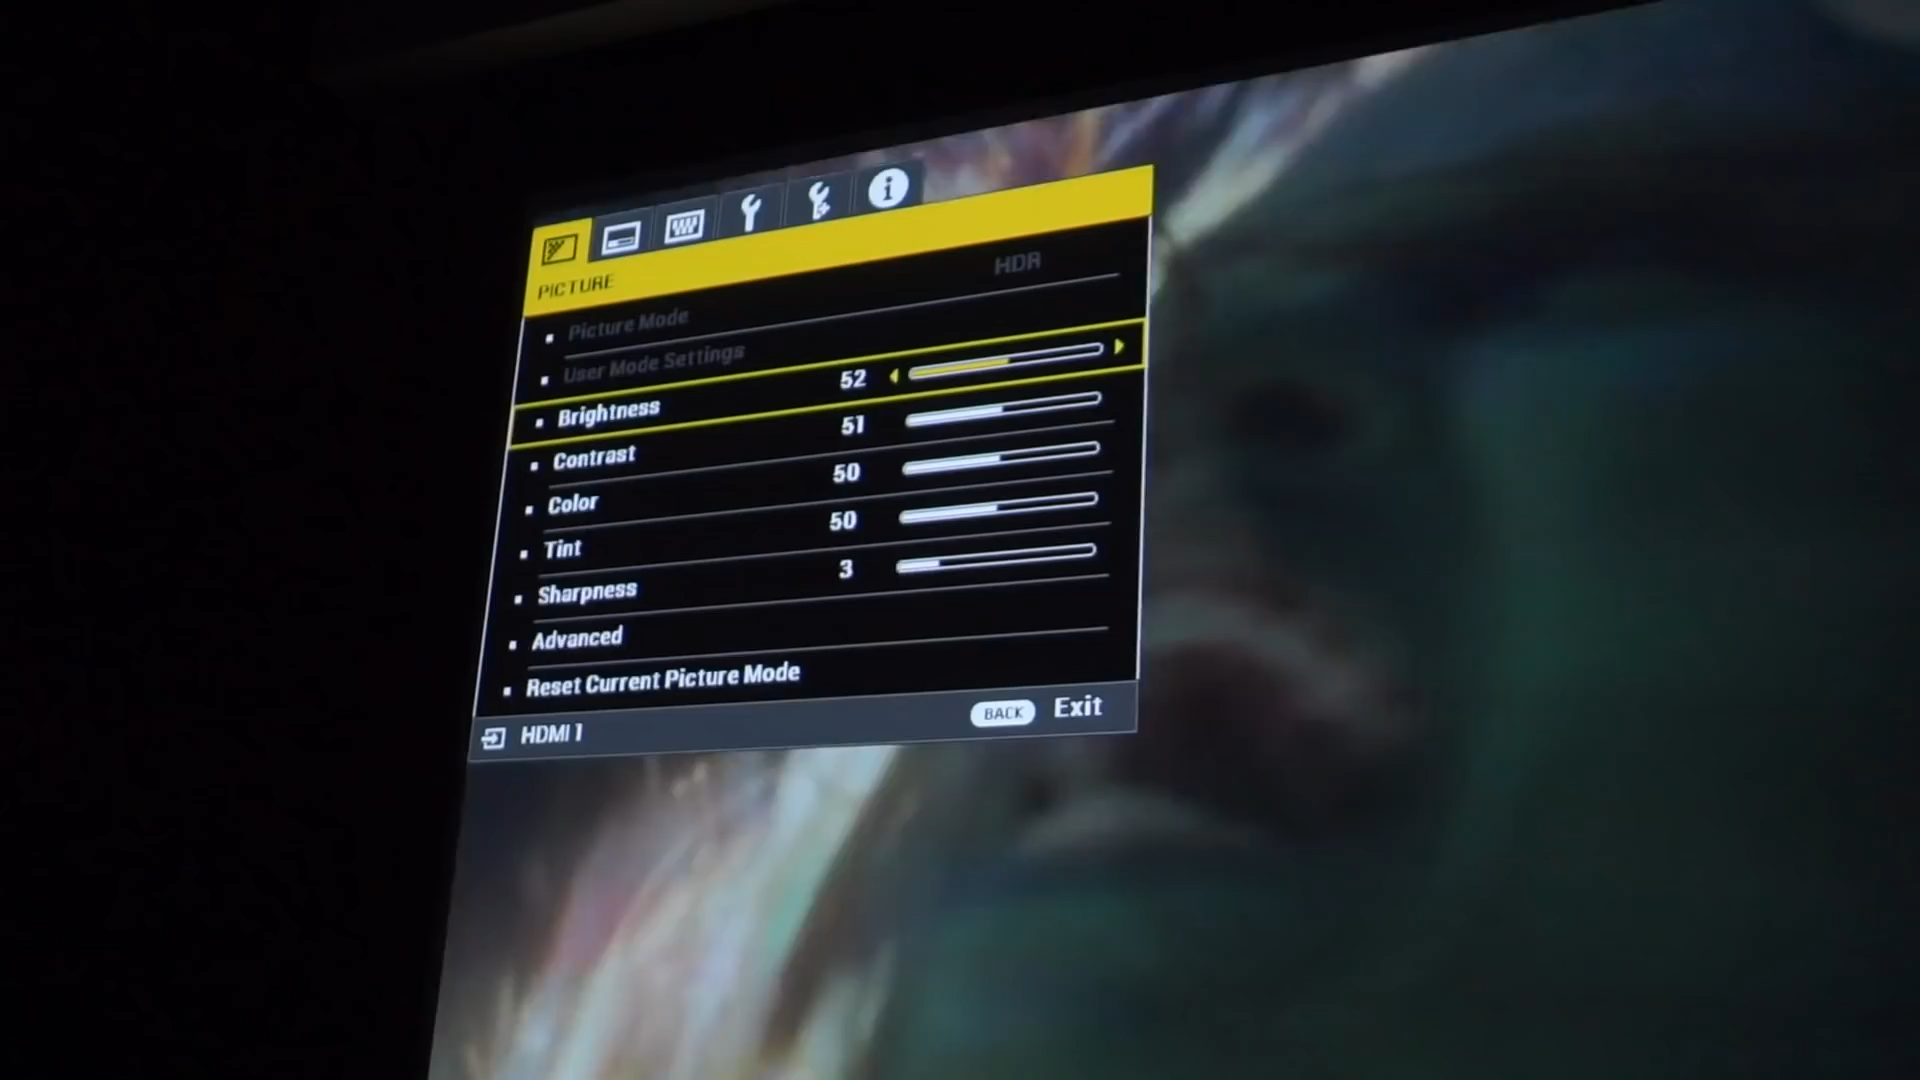 PICTURE
Picture Mode HDR
User Mode Settings
Brightness 52
Contrast 51
Color 50
Tint 50
Sharpness 3
Advanced
Reset Current Picture Mode
HDMI 1 BACK Exit